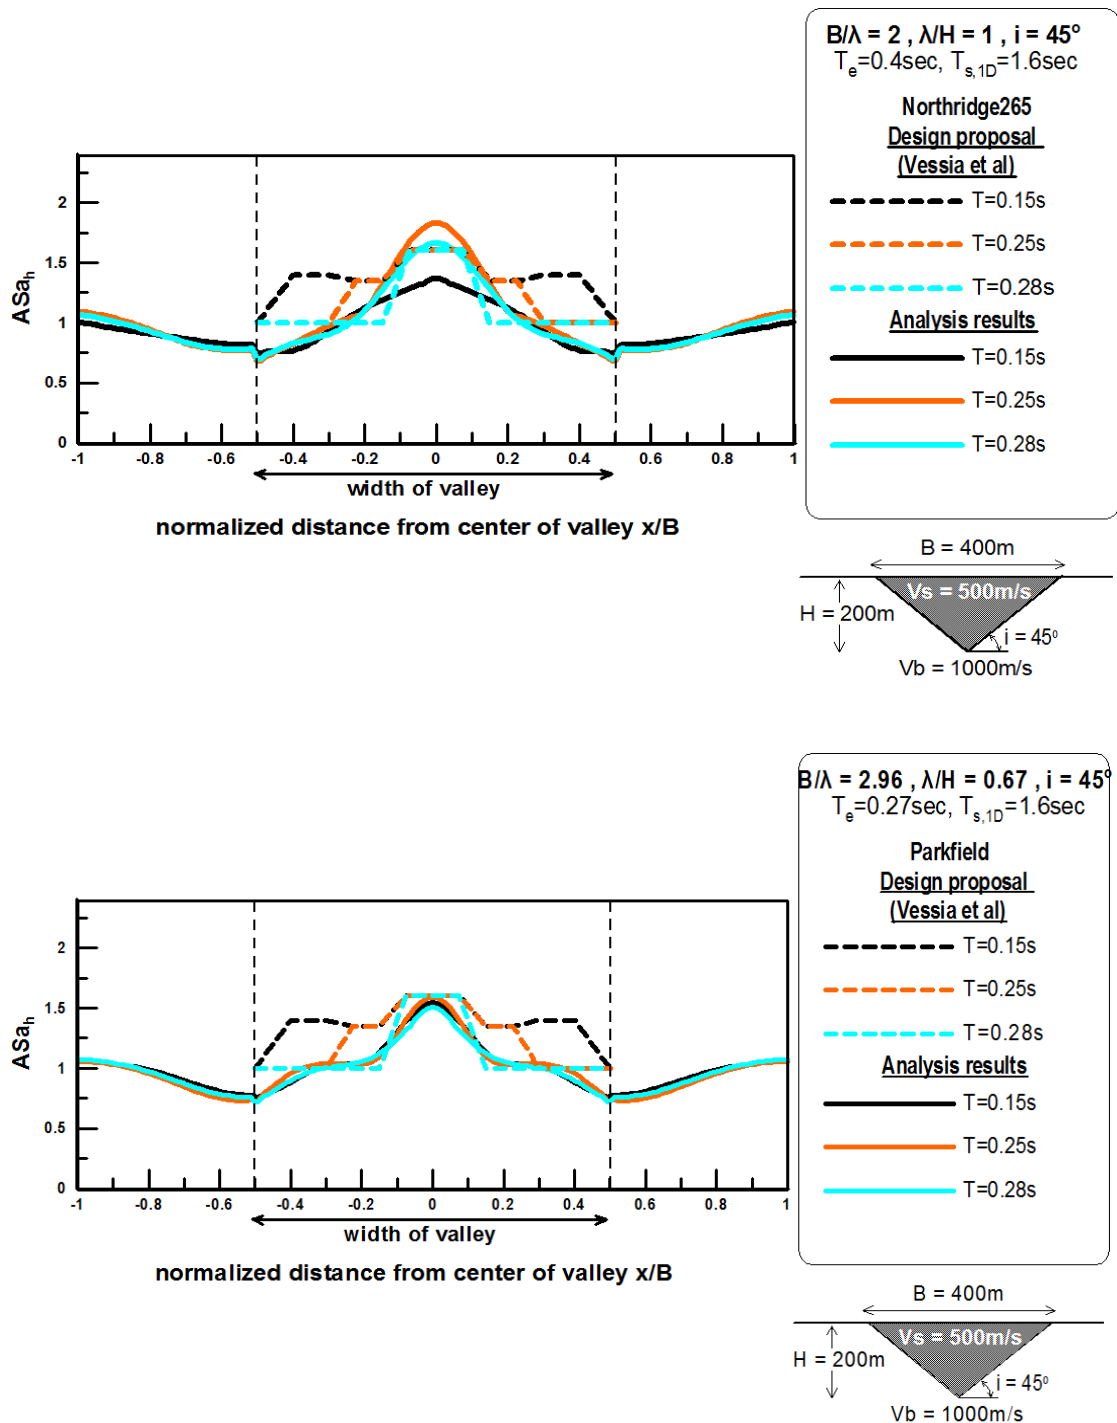 B/λ = 2 , λ/H = 1 , i = 45°
Te=0.4sec, Ts,1D=1.6sec
Northridge265
Design proposal
(Vessia et al)
T=0.15s
T=0.25s
T=0.28s
Analysis results
T=0.15s
T=0.25s
T=0.28s
ASah
2
1.5
1
0.5
0
-1 -0.8 -0.6 -0.4 -0.2 0 0.2 0.4 0.6 0.8 1
width of valley
normalized distance from center of valley x/B
B = 400m
Vs = 500m/s
H = 200m
i = 45º
Vb = 1000m/s
B/λ = 2.96 , λ/H = 0.67 , i = 45°
Te=0.27sec, Ts,1D=1.6sec
Parkfield
Design proposal
(Vessia et al)
T=0.15s
T=0.25s
T=0.28s
Analysis results
T=0.15s
T=0.25s
T=0.28s
ASah
2
1.5
1
0.5
0
-1 -0.8 -0.6 -0.4 -0.2 0 0.2 0.4 0.6 0.8 1
width of valley
normalized distance from center of valley x/B
B = 400m
Vs = 500m/s
H = 200m
i = 45º
Vb = 1000m/s